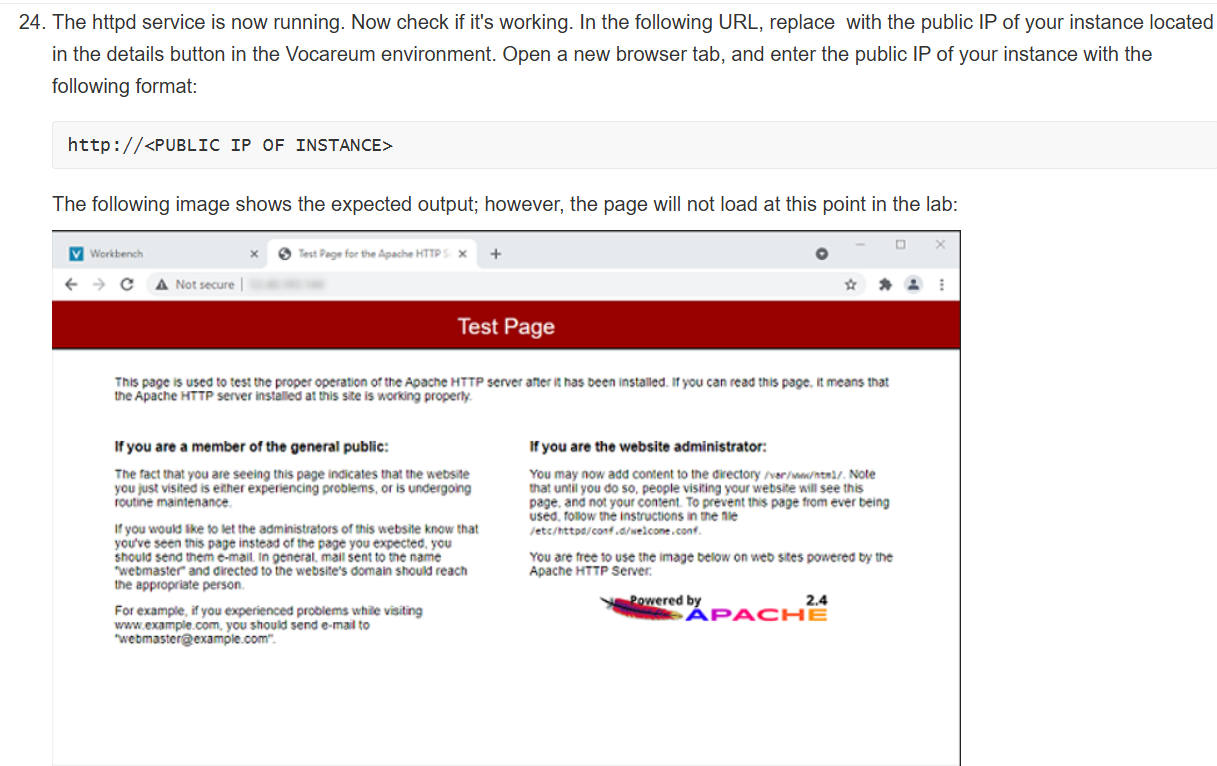 24. The httpd service is now running. Now check if it's working. In the following URL, replace  with the public IP of your instance located
in the details button in the Vocareum environment. Open a new browser tab, and enter the public IP of your instance with the
following format:
http://<PUBLIC IP OF INSTANCE>
The following image shows the expected output; however, the page will not load at this point in the lab:
Workbench
Test Page for the Apache HTTP S
Not secure
Test Page
This page is used to test the proper operation of the Apache HTTP server after it has been installed. If you can read this page, it means that
the Apache HTTP server installed at this site is working properly.
If you are a member of the general public:
The fact that you are seeing this page indicates that the website
you just visited is either experiencing problems, or is undergoing
routine maintenance.
If you would like to let the administrators of this website know that
you've seen this page instead of the page you expected, you
should send them e-mail. In general, mail sent to the name
"webmaster" and directed to the website's domain should reach
the appropriate person.
For example, if you experienced problems while visiting
www.example.com, you should send e-mail to
"webmaster@example.com".
If you are the website administrator:
You may now add content to the directory /var/www/html/. Note
that until you do so, people visiting your website will see this
page, and not your content. To prevent this page from ever being
used, follow the instructions in the file
/etc/httpd/conf.d/welcome.conf.
You are free to use the image below on web sites powered by the
Apache HTTP Server:
Powered by 2.4
APACHE